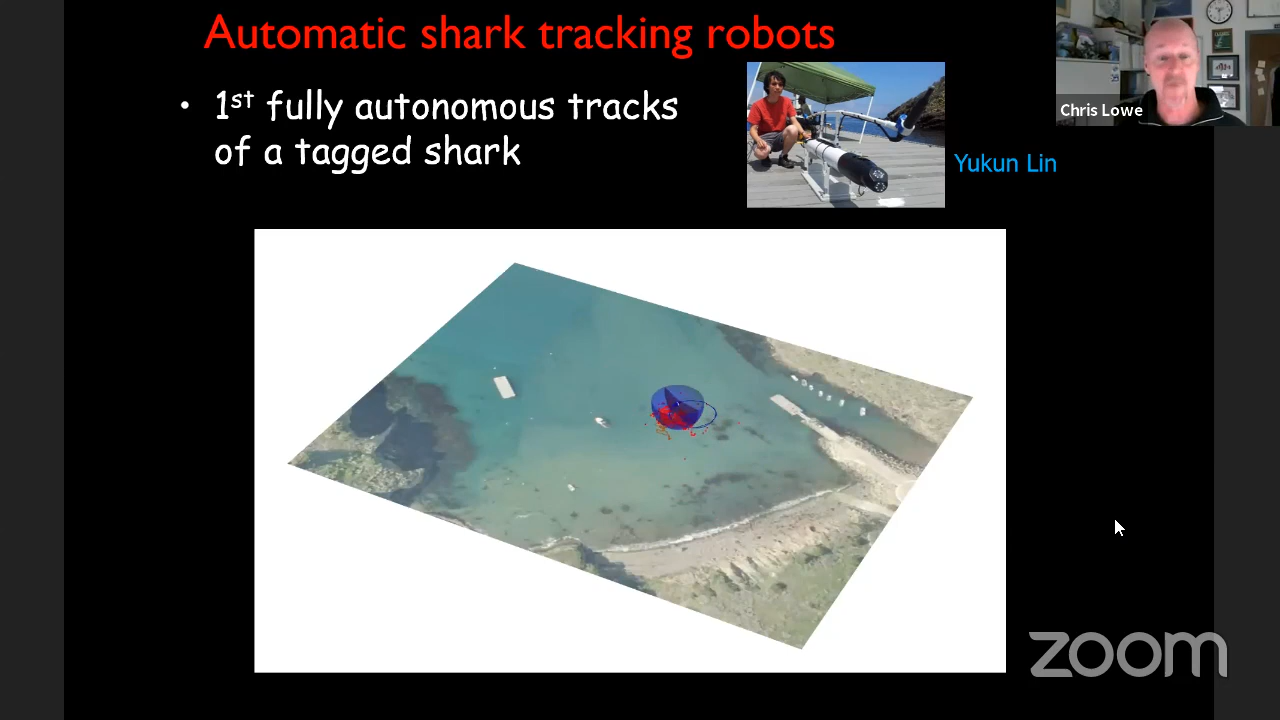 Automatic shark tracking robots
• 1st fully autonomous tracks
of a tagged shark
Chris Lowe
Yukun Lin
zoom